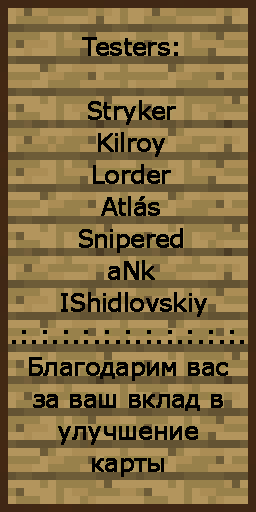 Testers:
Stryker
Kilroy
Lorder
Atlás
Snipered
aNk
IShidlovskiy
Благодарим вас
за ваш вклад в
улучшение
карты